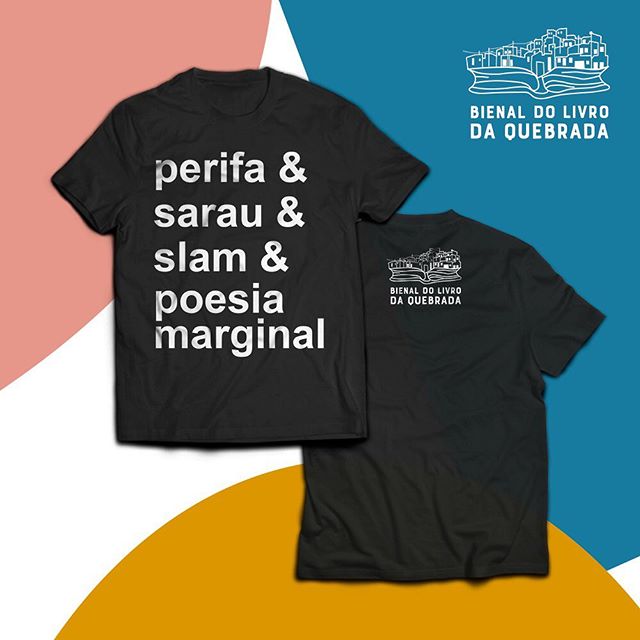 BIENAL DO LIVRO
DA QUEBRADA
perifa &
sarau &
slam &
poesia
marginal
BIENAL DO LIVRO
DA QUEBRADA